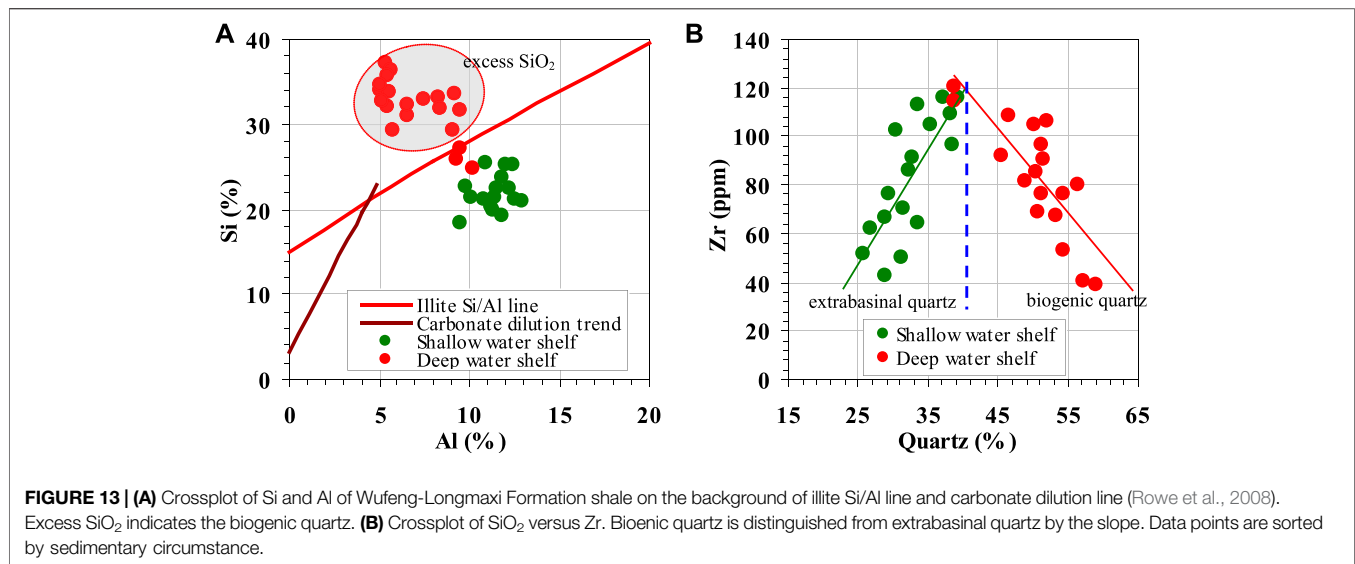 A
40
30
20
10
0
Si (%)
excess SiO2
Illite Si/Al line
Carbonate dilution trend
Shallow water shelf
Deep water shelf
0 5 10 15 20
Al (%)
B
140
120
100
80
60
40
20
0
Zr (ppm)
extrabasinal quartz
biogenic quartz
Shallow water shelf
Deep water shelf
15 25 35 45 55 65
Quartz (%)
FIGURE 13 | (A) Crossplot of Si and Al of Wufeng-Longmaxi Formation shale on the background of illite Si/Al line and carbonate dilution line (Rowe et al., 2008).
Excess SiO2 indicates the biogenic quartz. (B) Crossplot of SiO2 versus Zr. Bioenic quartz is distinguished from extrabasinal quartz by the slope. Data points are sorted
by sedimentary circumstance.